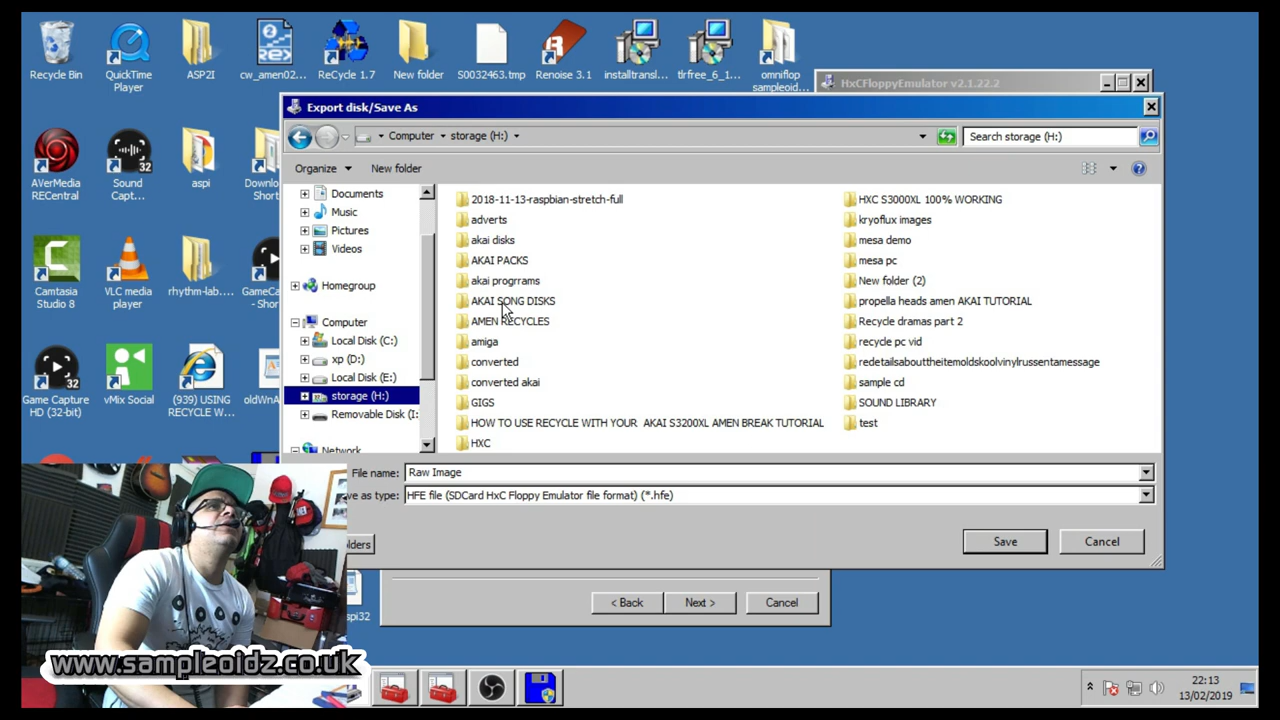 Recycle Bin
QuickTime Player
ASP2I
cw_amen02...
ReCycle 1.7
New folder
S0032463.tmp
Renoise 3.1
installtransl...
tlrfree_6_1...
omniflop sampleoid...
HxCFloppyEmulator v2.1.22.2
Export disk/Save As
Computer
storage (H:)
Search storage (H:)
Organize
New folder
AVerMedia RECentral
Sound Capt...
aspi
Camtasia Studio 8
VLC media player
rhythm-lab....
Game Capture HD (32-bit)
vMix Social
(939) USING RECYCLE W...
Documents
Music
Pictures
Videos
Homegroup
Computer
Local Disk (C:)
xp (D:)
Local Disk (E:)
storage (H:)
Removable Disk (I:
Network
2018-11-13-raspbian-stretch-full
adverts
akai disks
AKAI PACKS
akai progrrams
AKAI SONG DISKS
AMEN RECYCLES
amiga
converted
converted akai
GIGS
HOW TO USE RECYCLE WITH YOUR AKAI S3200XL AMEN BREAK TUTORIAL
HXC
HXC S3000XL 100% WORKING
kryoflux images
mesa demo
mesa pc
New folder (2)
propella heads amen AKAI TUTORIAL
Recycle dramas part 2
recycle pc vid
redetailsabouttheitemoldskoolvinylrussentamessage
sample cd
SOUND LIBRARY
test
File name:
Raw Image
ve as type:
HFE file (SDCard HxC Floppy Emulator file format) (*.hfe)
olders
Save
Cancel
< Back
Next >
Cancel
spi32
www.sampleoidz.co.uk
22:13
13/02/2019